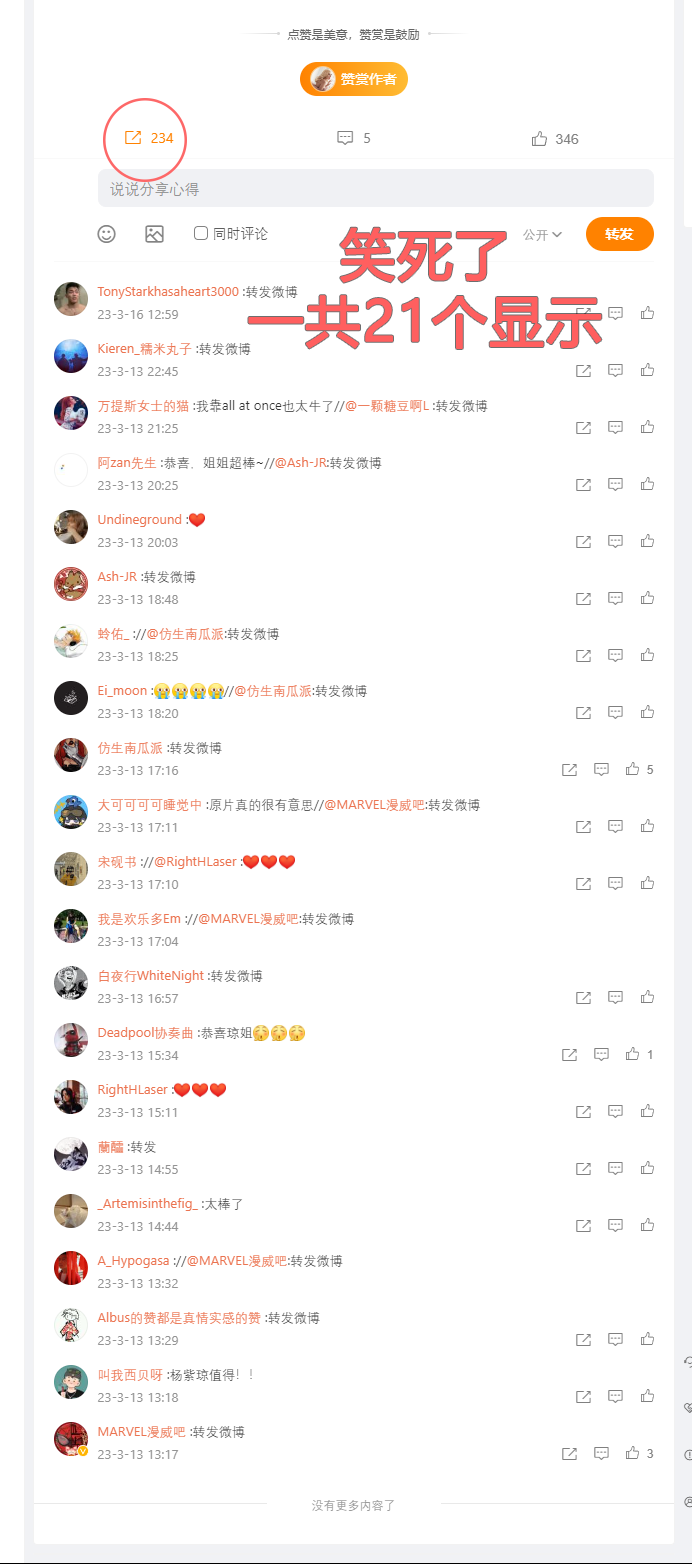 点赞是美意，赞赏是鼓励
赞赏作者
234
5
346
说说分享心得
同时评论
公开
转发
笑死了
一共21个显示
TonyStarkhasaheart3000 :转发微博
23-3-16 12:59
Kieren_糯米丸子 :转发微博
23-3-13 22:45
万提斯女士的猫 :我靠all at once也太牛了//@一颗糖豆啊L :转发微博
23-3-13 21:25
阿zan先生 :恭喜、姐姐超棒~//@Ash-JR:转发微博
23-3-13 20:25
Undineground :❤️
23-3-13 20:03
Ash-JR :转发微博
23-3-13 18:48
蛉佑_ ://@仿生南瓜派:转发微博
23-3-13 18:25
Ei_moon :😭😭😭😭//@仿生南瓜派:转发微博
23-3-13 18:20
仿生南瓜派 :转发微博
23-3-13 17:16
5
大可可可可睡觉中 :原片真的很有意思//@MARVEL漫威吧:转发微博
23-3-13 17:11
宋砚书 ://@RightHLaser :❤️❤️❤️
23-3-13 17:10
我是欢乐多Em ://@MARVEL漫威吧:转发微博
23-3-13 17:04
白夜行WhiteNight :转发微博
23-3-13 16:57
Deadpool协奏曲 :恭喜琼姐
23-3-13 15:34
1
RightHLaser :❤️❤️❤️
23-3-13 15:11
:转发
23-3-13 14:55
_Artemisinthefig_ :太棒了
23-3-13 14:44
A_Hypogasa ://@MARVEL漫威吧:转发微博
23-3-13 13:32
Albus的赞都是真情实感的赞 :转发微博
23-3-13 13:29
叫我西贝呀 :杨紫琼值得！！
23-3-13 13:18
MARVEL漫威吧 :转发微博
23-3-13 13:17
3
没有更多内容了